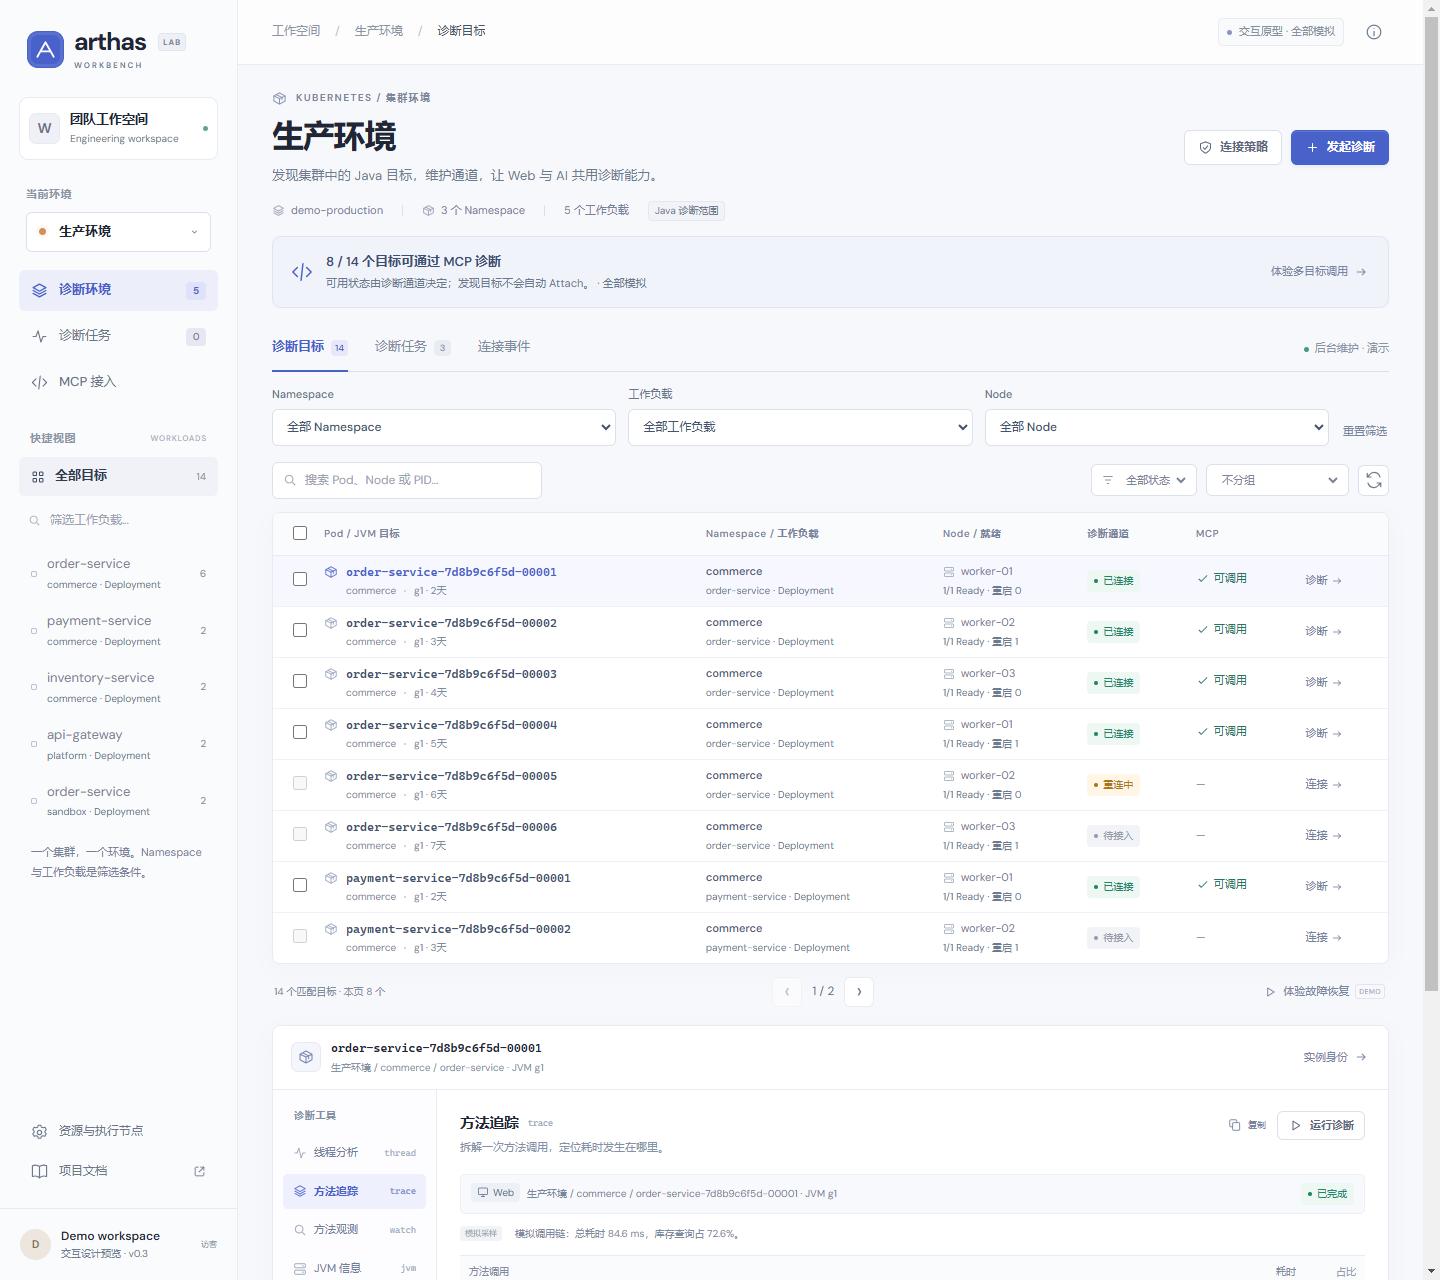 arthas LAB
WORKBENCH
W 团队工作空间
Engineering workspace
当前环境
生产环境
诊断环境 5
诊断任务 0
MCP 接入
快捷视图 WORKLOADS
全部目标 14
筛选工作负载...
order-service 6
commerce · Deployment
payment-service 2
commerce · Deployment
inventory-service 2
commerce · Deployment
api-gateway 2
platform · Deployment
order-service 2
sandbox · Deployment
一个集群，一个环境。Namespace
与工作负载是筛选条件。
资源与执行节点
项目文档
D Demo workspace 访客
交互设计预览 · v0.3
工作空间 / 生产环境 / 诊断目标
交互原型 · 全部模拟
KUBERNETES / 集群环境
生产环境
连接策略
发起诊断
发现集群中的 Java 目标，维护通道，让 Web 与 AI 共用诊断能力。
demo-production 3 个 Namespace 5 个工作负载 Java 诊断范围
8 / 14 个目标可通过 MCP 诊断
可用状态由诊断通道决定；发现目标不会自动 Attach。 · 全部模拟
体验多目标调用 →
诊断目标 14 诊断任务 3 连接事件
后台维护 · 演示
Namespace 工作负载 Node
全部 Namespace 全部工作负载 全部 Node 重置筛选
搜索 Pod、Node 或 PID... 全部状态 不分组
Pod / JVM 目标 Namespace / 工作负载 Node / 就绪 诊断通道 MCP
order-service-7d8b9c6f5d-00001 commerce worker-01 已连接 可调用 诊断 →
commerce · g1 · 2天 order-service · Deployment 1/1 Ready · 重启 0
order-service-7d8b9c6f5d-00002 commerce worker-02 已连接 可调用 诊断 →
commerce · g1 · 3天 order-service · Deployment 1/1 Ready · 重启 1
order-service-7d8b9c6f5d-00003 commerce worker-03 已连接 可调用 诊断 →
commerce · g1 · 4天 order-service · Deployment 1/1 Ready · 重启 0
order-service-7d8b9c6f5d-00004 commerce worker-01 已连接 可调用 诊断 →
commerce · g1 · 5天 order-service · Deployment 1/1 Ready · 重启 1
order-service-7d8b9c6f5d-00005 commerce worker-02 重连中 — 连接 →
commerce · g1 · 6天 order-service · Deployment 1/1 Ready · 重启 0
order-service-7d8b9c6f5d-00006 commerce worker-03 待接入 — 连接 →
commerce · g1 · 7天 order-service · Deployment 1/1 Ready · 重启 1
payment-service-7d8b9c6f5d-00001 commerce worker-01 已连接 可调用 诊断 →
commerce · g1 · 2天 payment-service · Deployment 1/1 Ready · 重启 0
payment-service-7d8b9c6f5d-00002 commerce worker-02 待接入 — 连接 →
commerce · g1 · 3天 payment-service · Deployment 1/1 Ready · 重启 1
14 个匹配目标 · 本页 8 个 ‹ 1 / 2 › 体验故障恢复 DEMO
order-service-7d8b9c6f5d-00001
生产环境 / commerce / order-service · JVM g1
实例身份 →
诊断工具
线程分析 thread
方法追踪 trace
方法观测 watch
JVM 信息 jvm
方法追踪 trace
复制 运行诊断
拆解一次方法调用，定位耗时发生在哪里。
Web 生产环境 / commerce / order-service-7d8b9c6f5d-00001 · JVM g1 已完成
模拟采样 模拟调用链：总耗时 84.6 ms，库存查询占 72.6%。
方法调用 耗时 占比